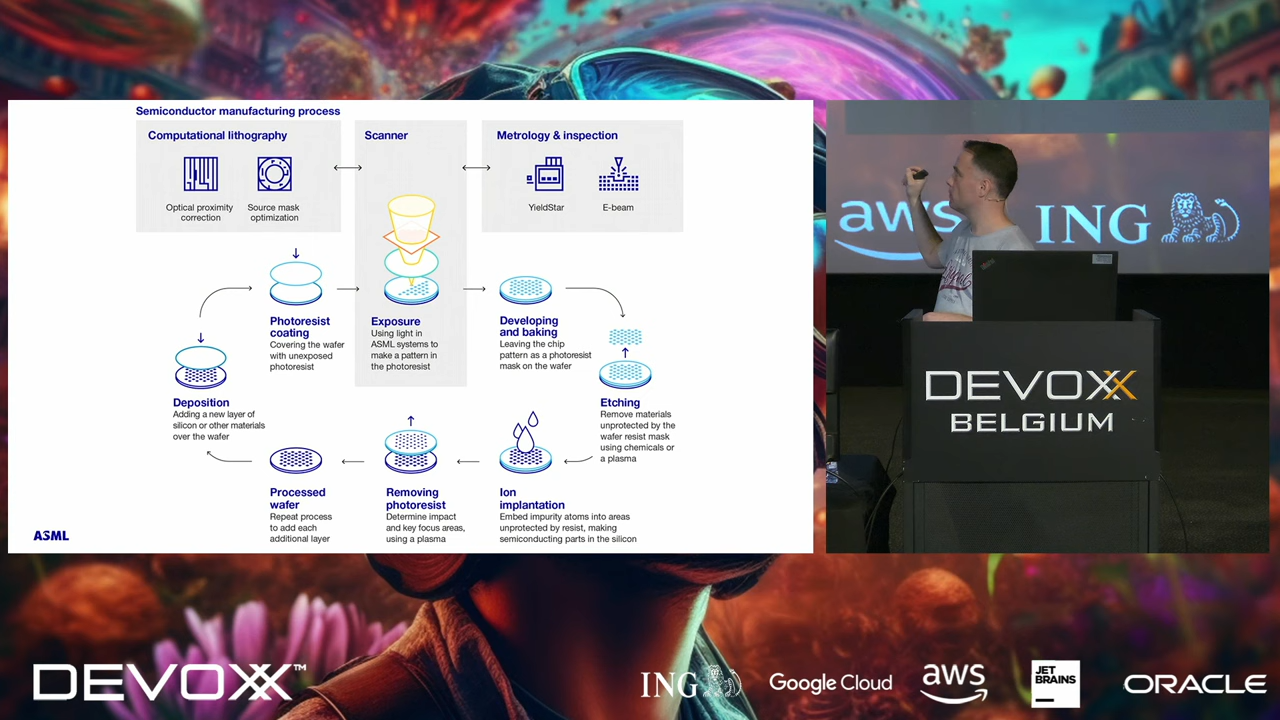 Semiconductor manufacturing process
Computational lithography
Optical proximity
correction
Source mask
optimization
Scanner
Metrology & inspection
YieldStar
E-beam
Photoresist
coating
Covering the wafer
with unexposed
photoresist
Exposure
Using light in
ASML systems to
make a pattern in
the photoresist
Developing
and baking
Leaving the chip
pattern as a photoresist
mask on the wafer
Deposition
Adding a new layer of
silicon or other materials
over the wafer
Etching
Remove materials
unprotected by the
wafer resist mask
using chemicals or
a plasma
Processed
wafer
Repeat process
to add each
additional layer
Removing
photoresist
Determine impact
and key focus areas,
using a plasma
Ion
implantation
Embed impurity atoms into areas
unprotected by resist, making
semiconducting parts in the silicon
ASML
aws
ING
DEVOXX
BELGIUM
DEVOXX™
ING
Google Cloud
aws
JET
BRAINS
ORACLE